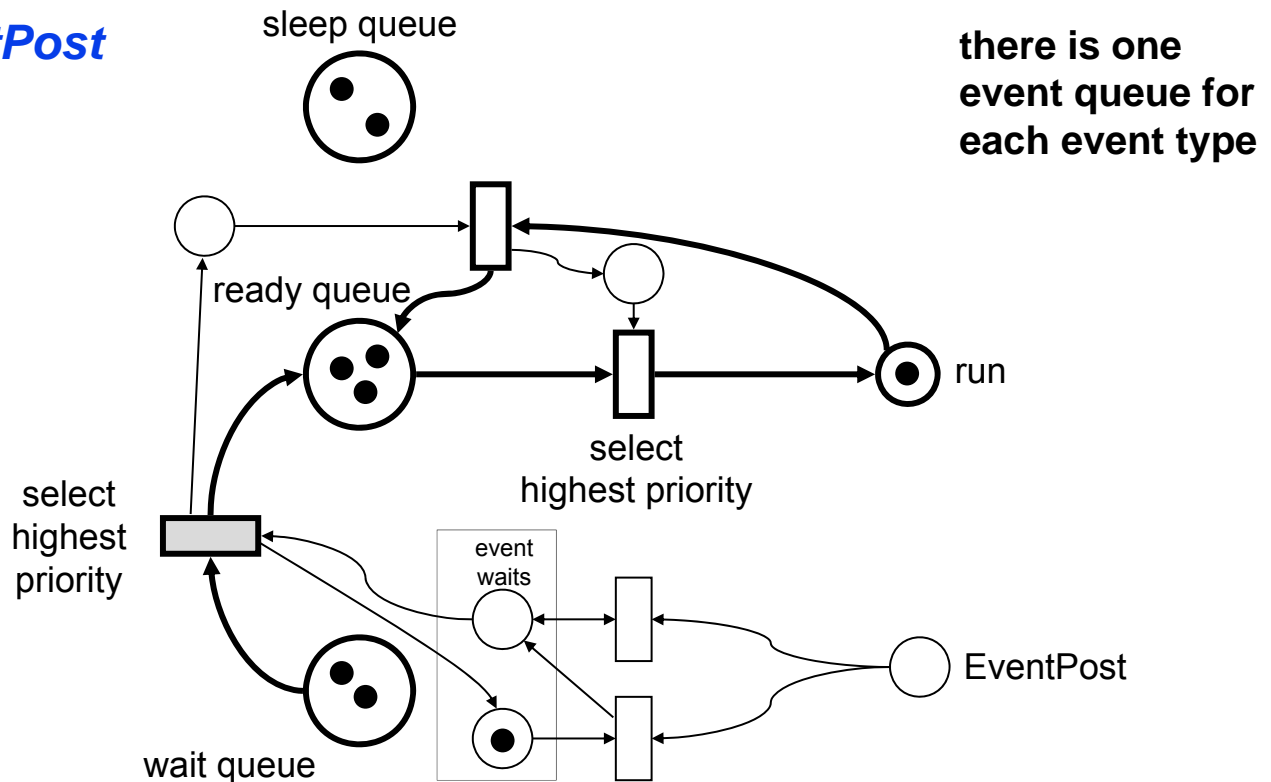 tPost
sleep queue
there is one
event queue for
each event type
ready queue
run
select
highest priority
select
highest
priority
event
waits
EventPost
wait queue